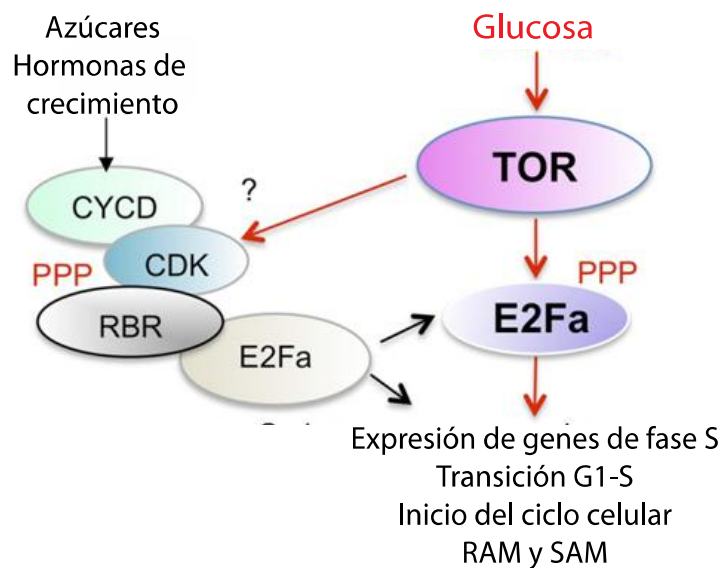 Azúcares
Hormonas de
crecimiento
Glucosa
TOR
?
CYCD
CDK
PPP
RBR
E2Fa
PPP
E2Fa
Expresión de genes de fase S
Transición G1-S
Inicio del ciclo celular
RAM y SAM